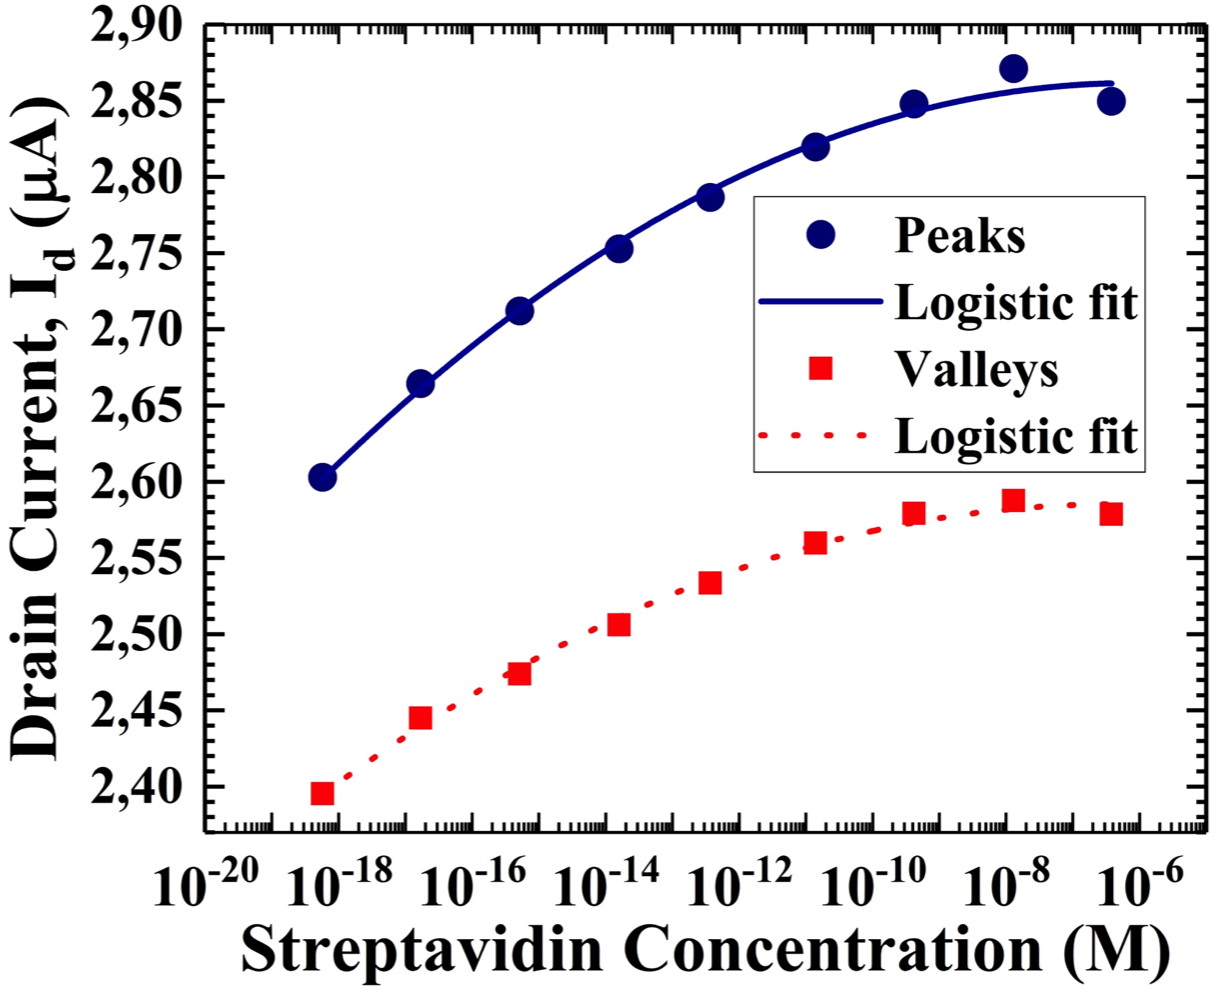 2,90
2,85
2,80
2,75
2,70
2,65
2,60
2,55
2,50
2,45
2,40
Drain Current, I_d (μA)
Peaks
Logistic fit
Valleys
Logistic fit
10^-20 10^-18 10^-16 10^-14 10^-12 10^-10 10^-8 10^-6
Streptavidin Concentration (M)